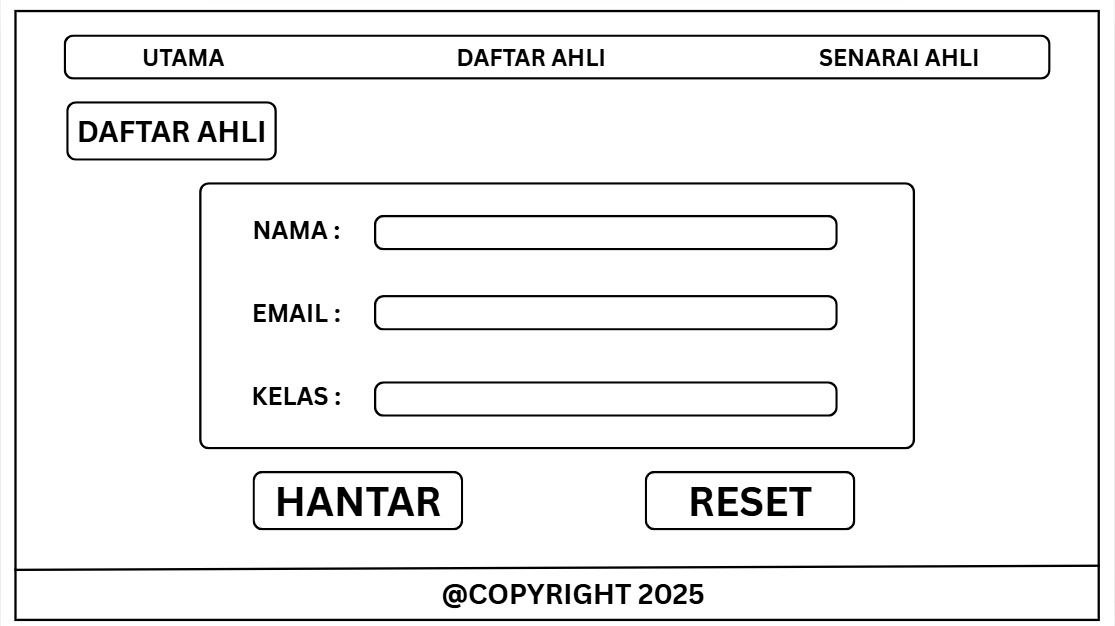 UTAMA DAFTAR AHLI SENARAI AHLI
DAFTAR AHLI
NAMA :
EMAIL :
KELAS :
HANTAR RESET
@COPYRIGHT 2025